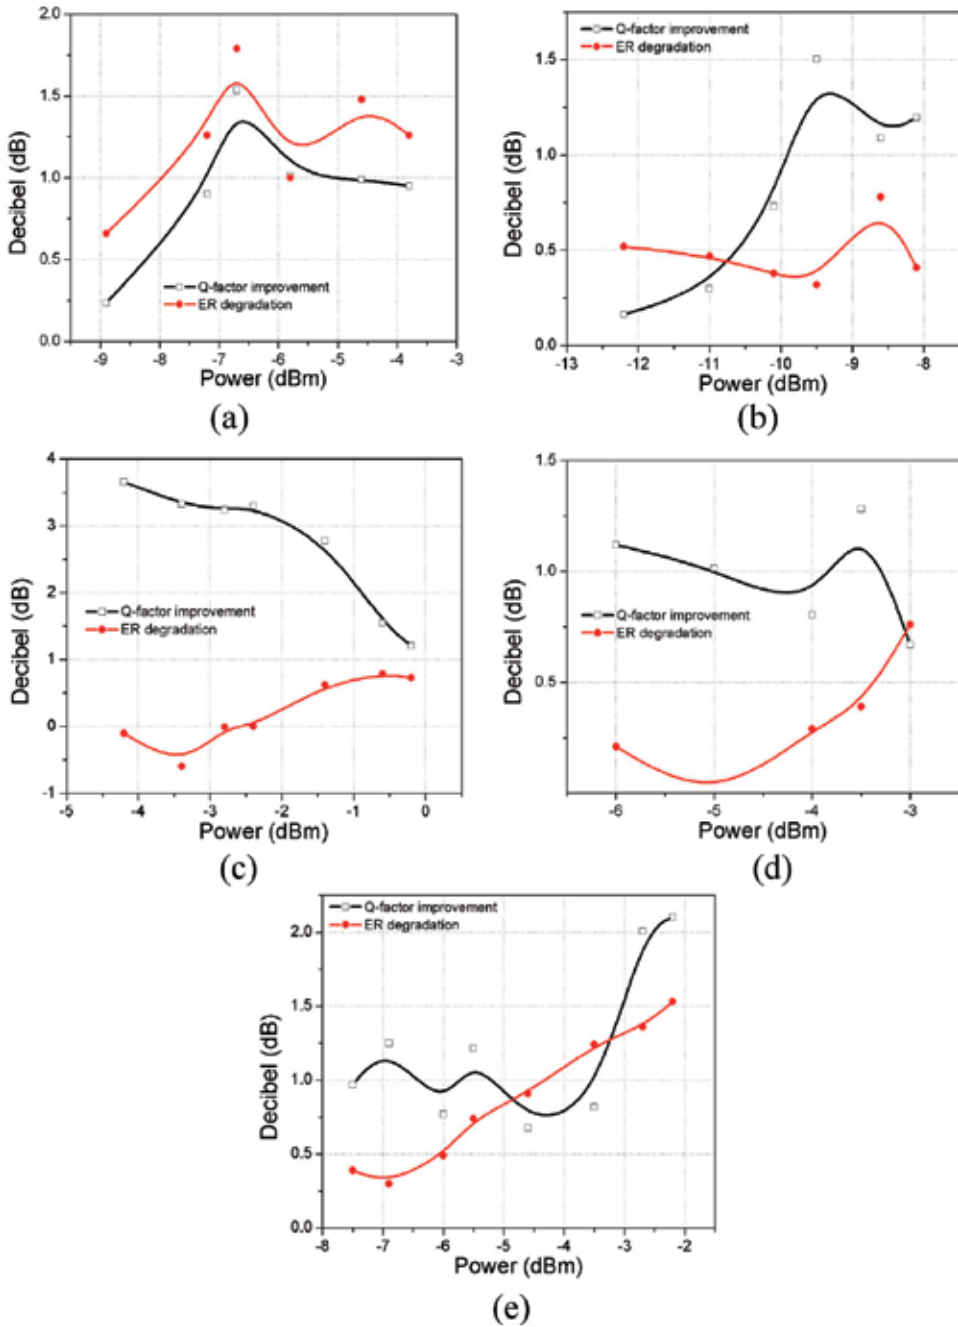 2.0
1.5
1.0
0.5
0.0
Decibel (dB)
Q-factor improvement
ER degradation
-9 -8 -7 -6 -5 -4 -3
Power (dBm)
(a)
Q-factor improvement
ER degradation
1.5
1.0
0.5
0.0
Decibel (dB)
-13 -12 -11 -10 -9 -8
Power (dBm)
(b)
4
3
2
1
0
-1
Decibel (dB)
Q-factor improvement
ER degradation
-5 -4 -3 -2 -1 0
Power (dBm)
(c)
1.5
1.0
0.5
Decibel (dB)
Q-factor improvement
ER degradation
-6 -5 -4 -3
Power (dBm)
(d)
Q-factor improvement
ER degradation
2.0
1.5
1.0
0.5
0.0
Decibel (dB)
-8 -7 -6 -5 -4 -3 -2
Power (dBm)
(e)